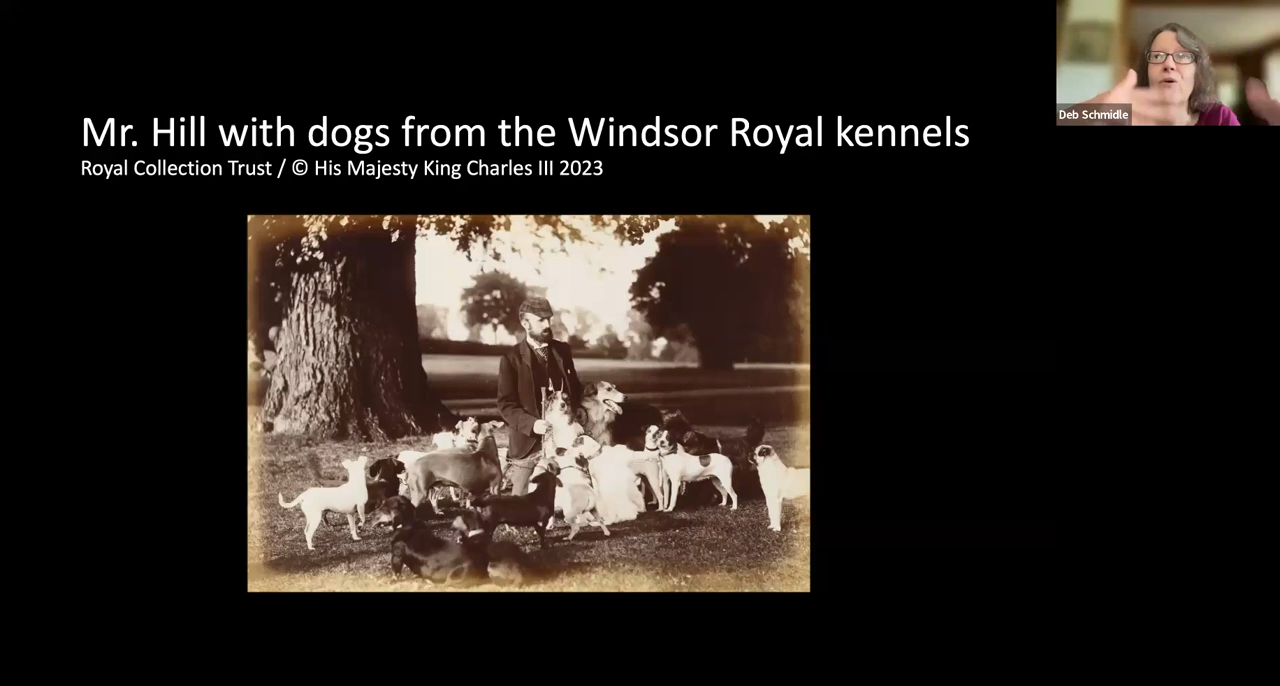 Mr. Hill with dogs from the Windsor Royal kennels
Royal Collection Trust / © His Majesty King Charles III 2023
Deb Schmidle